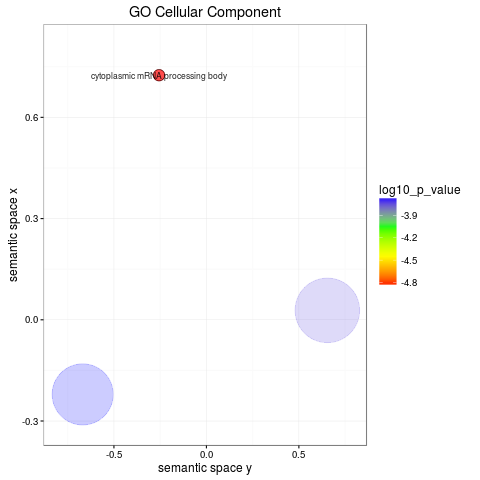 GO Cellular Component
cytoplasmic mRNA processing body
0.6
0.3
0.0
-0.3
semantic space x
-0.5
0.0
0.5
semantic space y
log10_p_value
-3.9
-4.2
-4.5
-4.8